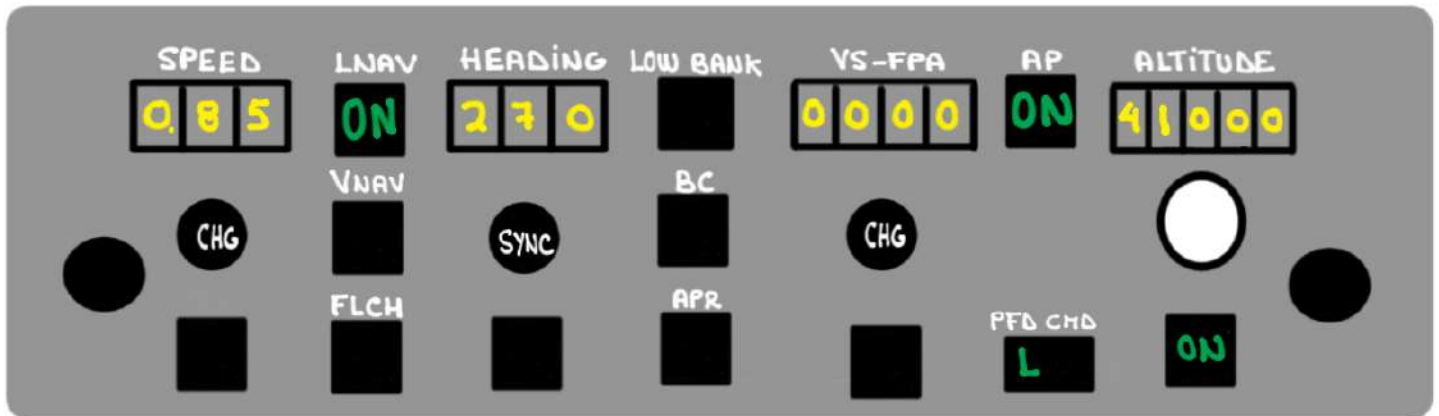 SPEED LNAV HEADiNG LOW BANK VS-FPA AP ALTiTUDE
0.85 ON 270 0000 ON 41000
VNAV BC
CHG SYNC CHG
FLCH APR
PFD CMD
L ON